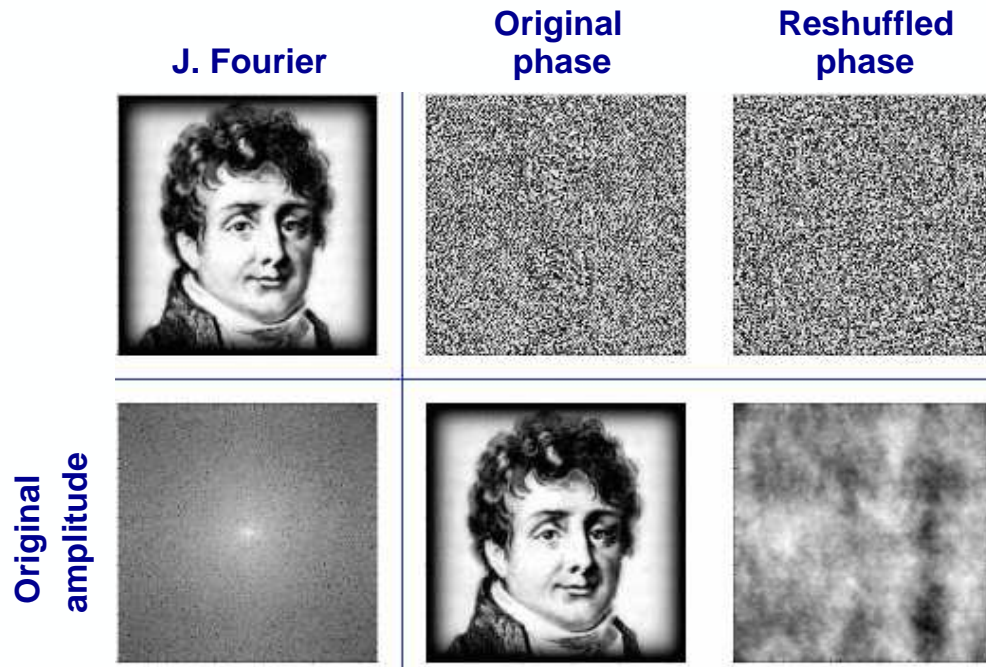 J. Fourier
Original
phase
Reshuffled
phase
Original
amplitude